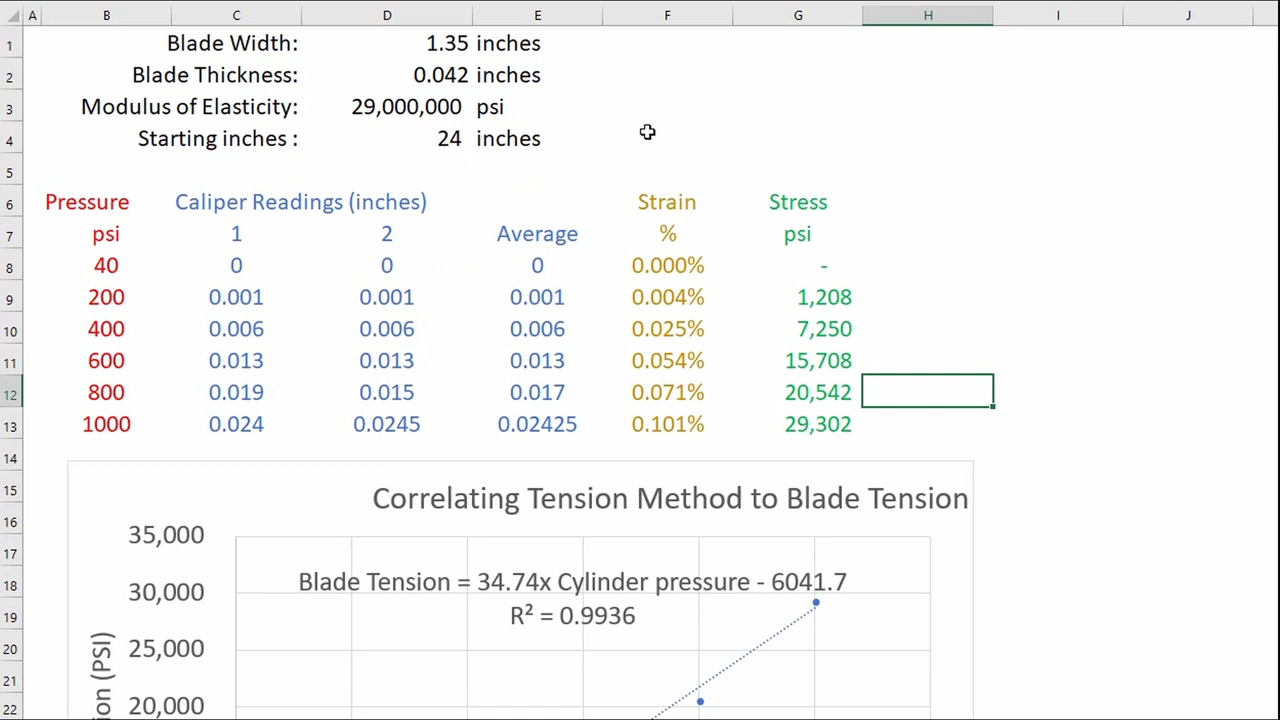 A B C D E F G H I J
1 Blade Width: 1.35 inches
2 Blade Thickness: 0.042 inches
3 Modulus of Elasticity: 29,000,000 psi
4 Starting inches : 24 inches
5
6 Pressure Caliper Readings (inches) Strain Stress
7 psi 1 2 Average % psi
8 40 0 0 0 0.000% -
9 200 0.001 0.001 0.001 0.004% 1,208
10 400 0.006 0.006 0.006 0.025% 7,250
11 600 0.013 0.013 0.013 0.054% 15,708
12 800 0.019 0.015 0.017 0.071% 20,542
13 1000 0.024 0.0245 0.02425 0.101% 29,302
14
15 Correlating Tension Method to Blade Tension
16 35,000
17
18 30,000 Blade Tension = 34.74x Cylinder pressure - 6041.7
19 R² = 0.9936
20 25,000
21 on (PSI)
22 20,000